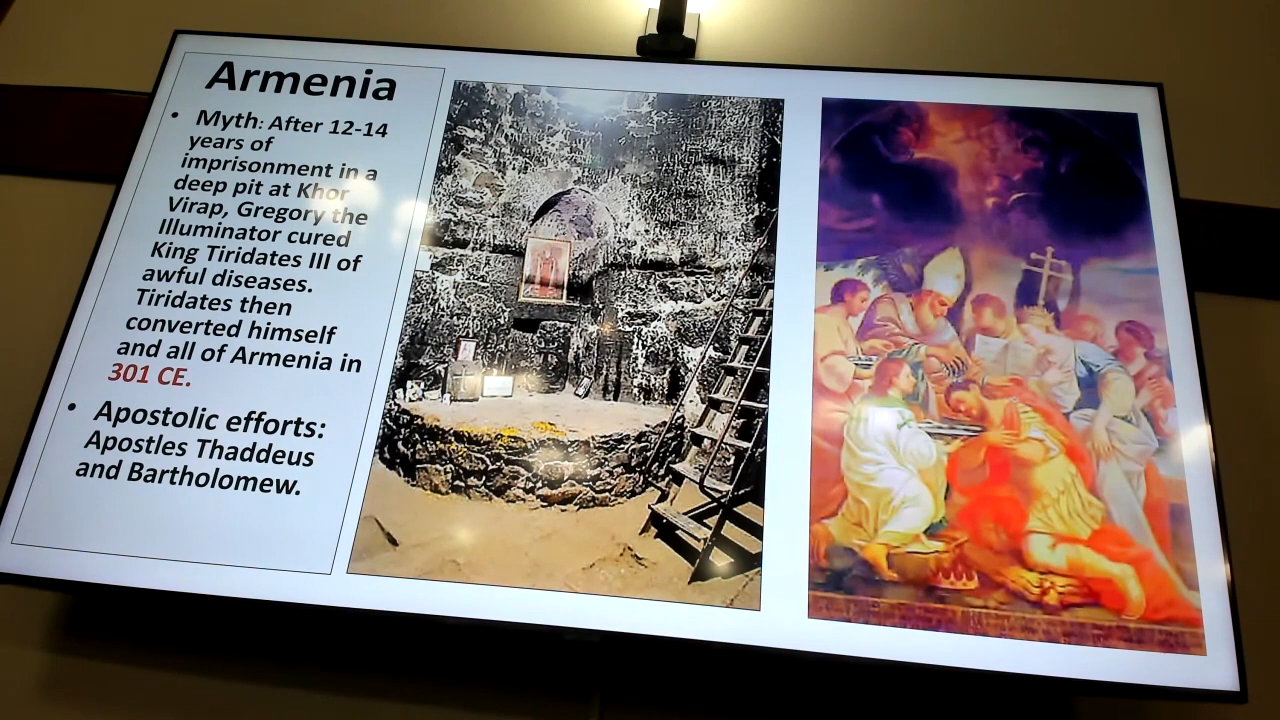 Armenia
• Myth: After 12-14
years of
imprisonment in a
deep pit at Khor
Virap, Gregory the
Illuminator cured
King Tiridates III of
awful diseases.
Tiridates then
converted himself
and all of Armenia in
301 CE.
• Apostolic efforts:
Apostles Thaddeus
and Bartholomew.